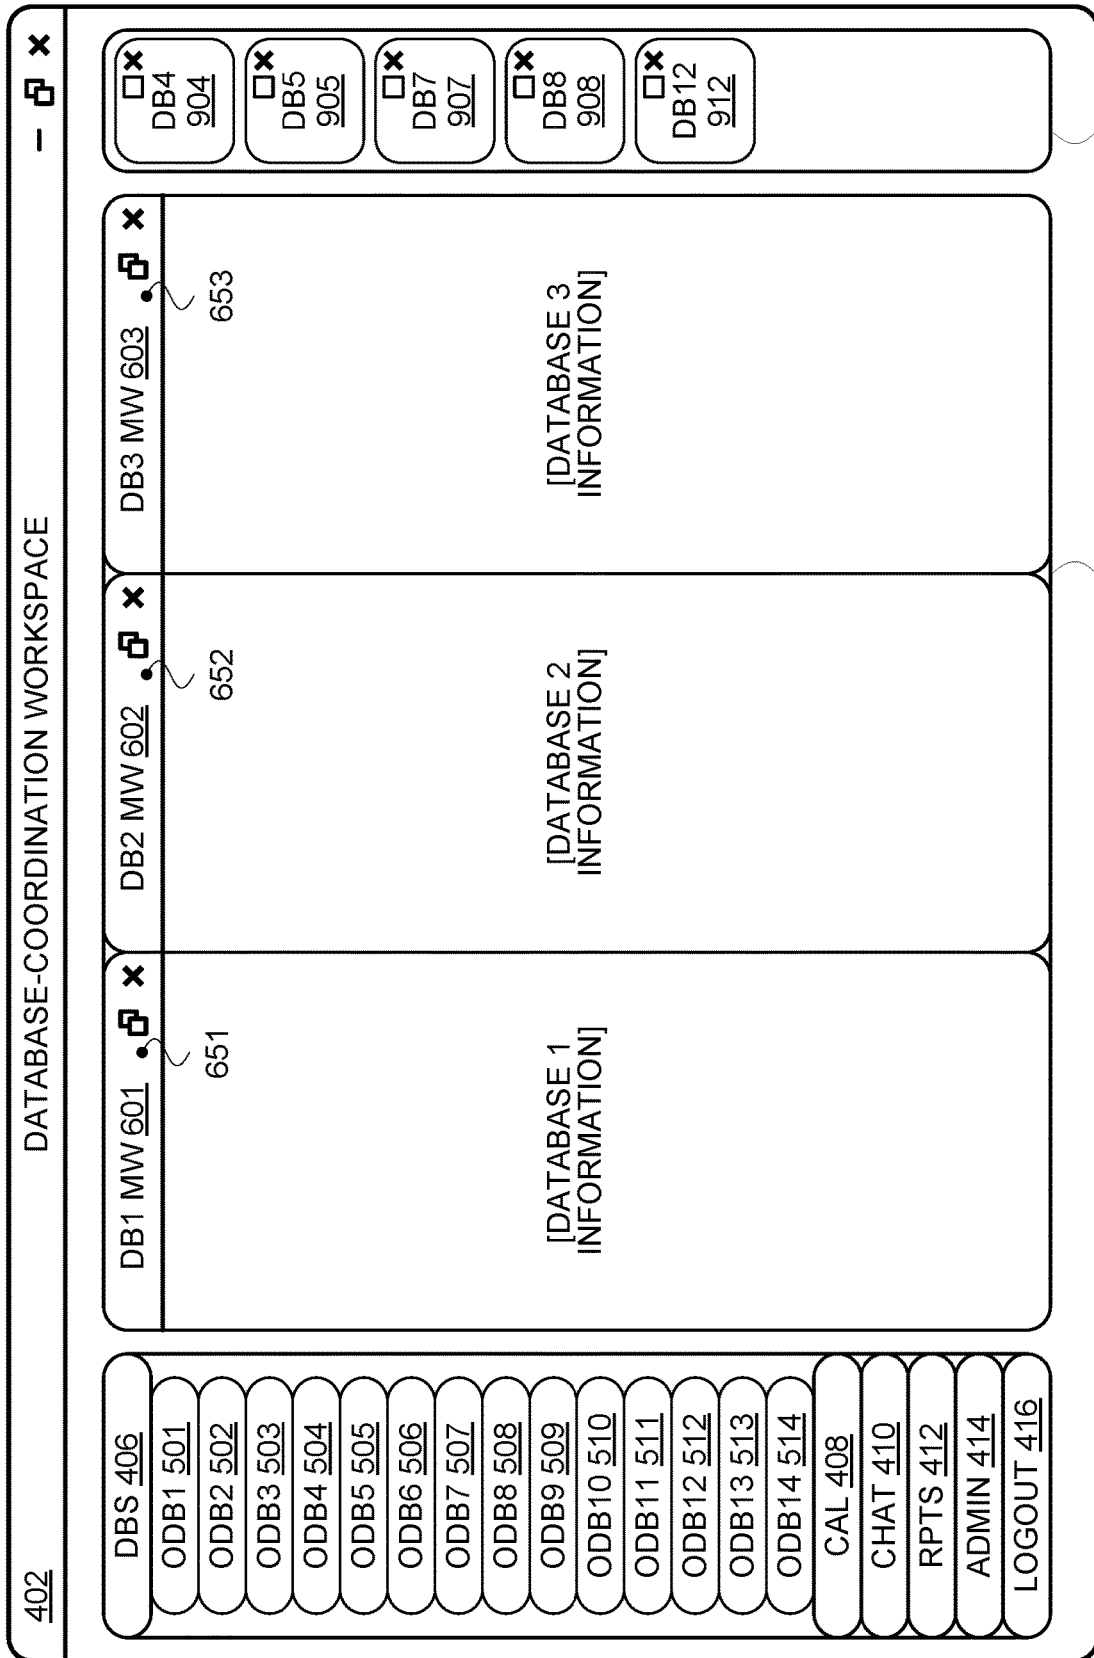 402
DATABASE-COORDINATION WORKSPACE
DBS 406
ODB1 501
ODB2 502
ODB3 503
ODB4 504
ODB5 505
ODB6 506
ODB7 507
ODB8 508
ODB9 509
ODB10 510
ODB11 511
ODB12 512
ODB13 513
ODB14 514
CAL 408
CHAT 410
RPTS 412
ADMIN 414
LOGOUT 416
DB1 MW 601
651
[DATABASE 1
INFORMATION]
DB2 MW 602
652
[DATABASE 2
INFORMATION]
DB3 MW 603
653
[DATABASE 3
INFORMATION]
DB4
904
DB5
905
DB7
907
DB8
908
DB12
912